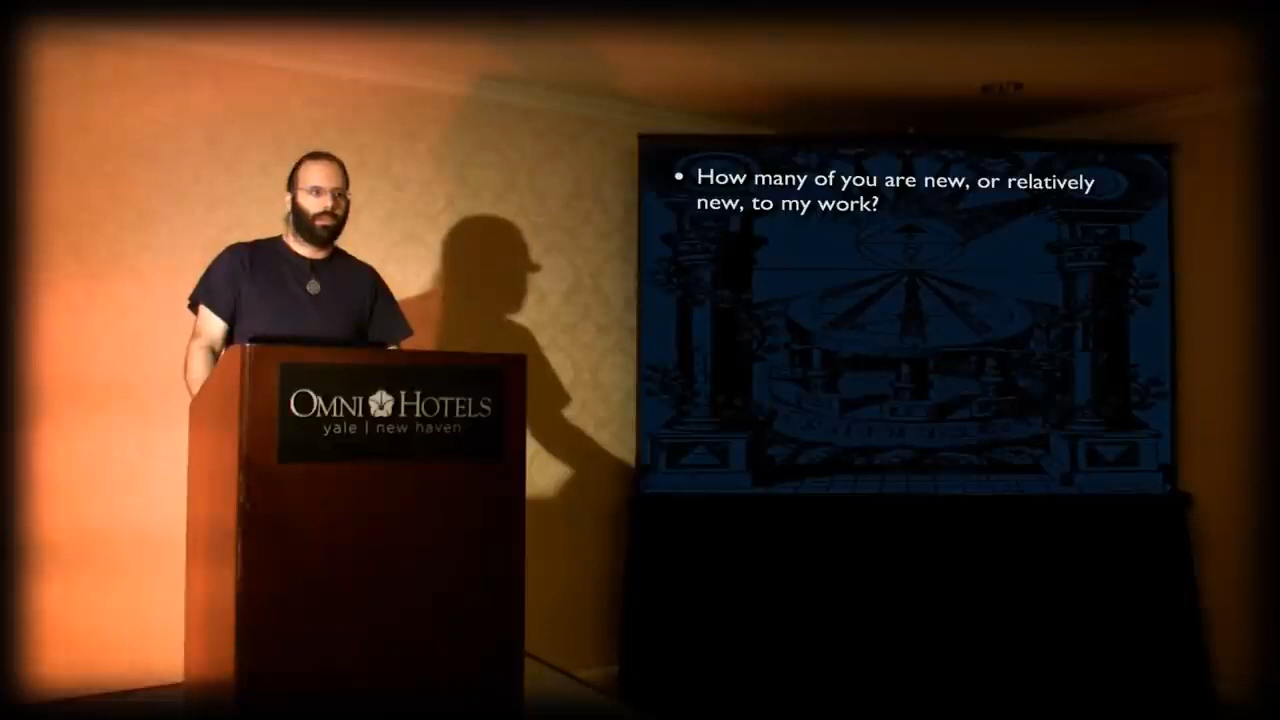 • How many of you are new, or relatively
new, to my work?
OMNI HOTELS
yale | new haven